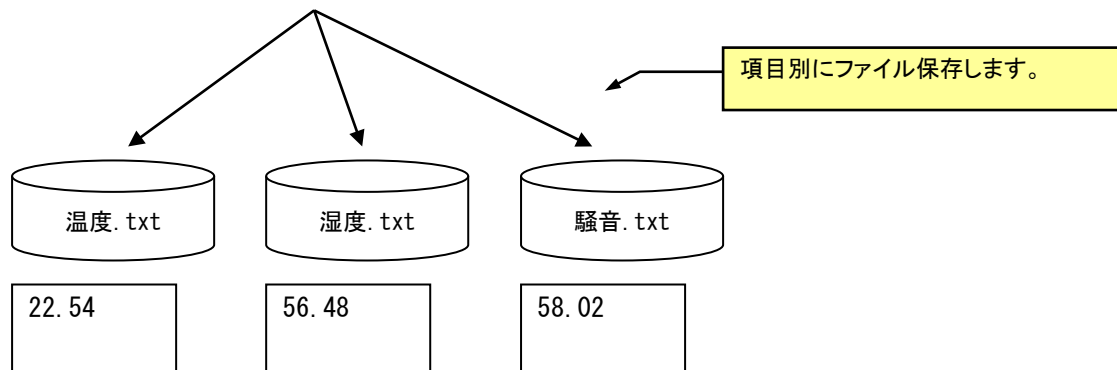 項目別にファイル保存します。
温度.txt
湿度.txt
騒音.txt
22.54
56.48
58.02